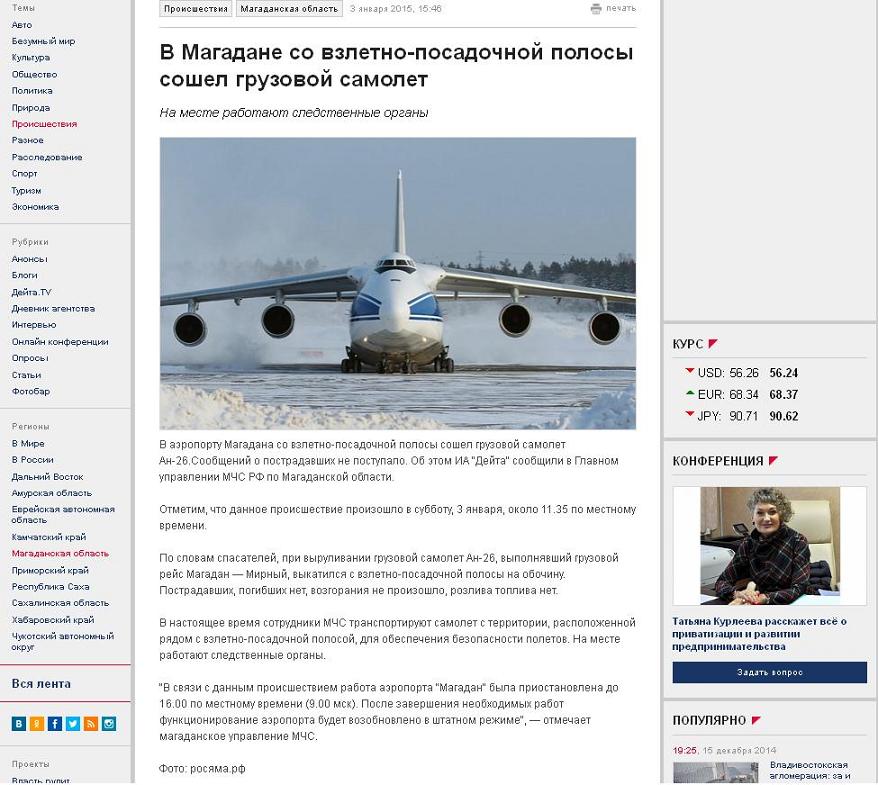 Темы
Авто
Безумный мир
Культура
Общество
Политика
Природа
Происшествия
Разное
Расследование
Спорт
Туризм
Экономика
Рубрики
Анонсы
Блоги
Дейта.TV
Дневник агентства
Интервью
Онлайн конференции
Опросы
Статьи
Фотобар
Регионы
В Мире
В России
Дальний Восток
Амурская область
Еврейская автономная
область
Камчатский край
Магаданская область
Приморский край
Республика Саха
Сахалинская область
Хабаровский край
Чукотский автономный
округ
Вся лента
Проекты
Власть рулит
Происшествия Магаданская область 3 января 2015, 15:46 печать
В Магадане со взлетно-посадочной полосы
сошел грузовой самолет
На месте работают следственные органы
В аэропорту Магадана со взлетно-посадочной полосы сошел грузовой самолет
Ан-26.Сообщений о пострадавших не поступало. Об этом ИА "Дейта" сообщили в Главном
управлении МЧС РФ по Магаданской области.
Отметим, что данное происшествие произошло в субботу, 3 января, около 11.35 по местному
времени.
По словам спасателей, при выруливании грузовой самолет Ан-26, выполнявший грузовой
рейс Магадан — Мирный, выкатился с взлетно-посадочной полосы на обочину.
Пострадавших, погибших нет, возгорания не произошло, розлива топлива нет.
В настоящее время сотрудники МЧС транспортируют самолет с территории, расположенной
рядом с взлетно-посадочной полосой, для обеспечения безопасности полетов. На месте
работают следственные органы.
"В связи с данным происшествием работа аэропорта "Магадан" была приостановлена до
16.00 по местному времени (9.00 мск). После завершения необходимых работ
функционирование аэропорта будет возобновлено в штатном режиме", — отмечает
магаданское управление МЧС.
Фото: росяма.рф
КУРС
USD: 56.26 56.24
EUR: 68.34 68.37
JPY: 90.71 90.62
КОНФЕРЕНЦИЯ
Татьяна Курлеева расскажет всё о
приватизации и развитии
предпринимательства
Задать вопрос
ПОПУЛЯРНО
19:25, 15 декабря 2014
Владивостокская
агломерация: за и